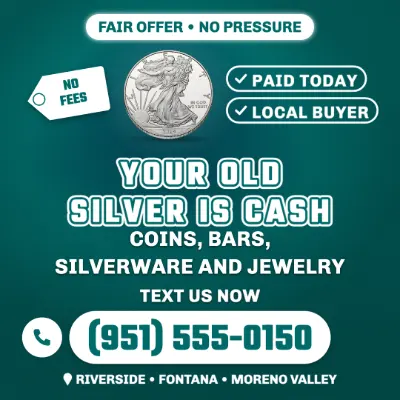 FAIR OFFER • NO PRESSURE
NO
FEES
PAID TODAY
LOCAL BUYER
YOUR OLD
SILVER IS CASH
COINS, BARS,
SILVERWARE AND JEWELRY
TEXT US NOW
(951) 555-0150
RIVERSIDE • FONTANA • MORENO VALLEY